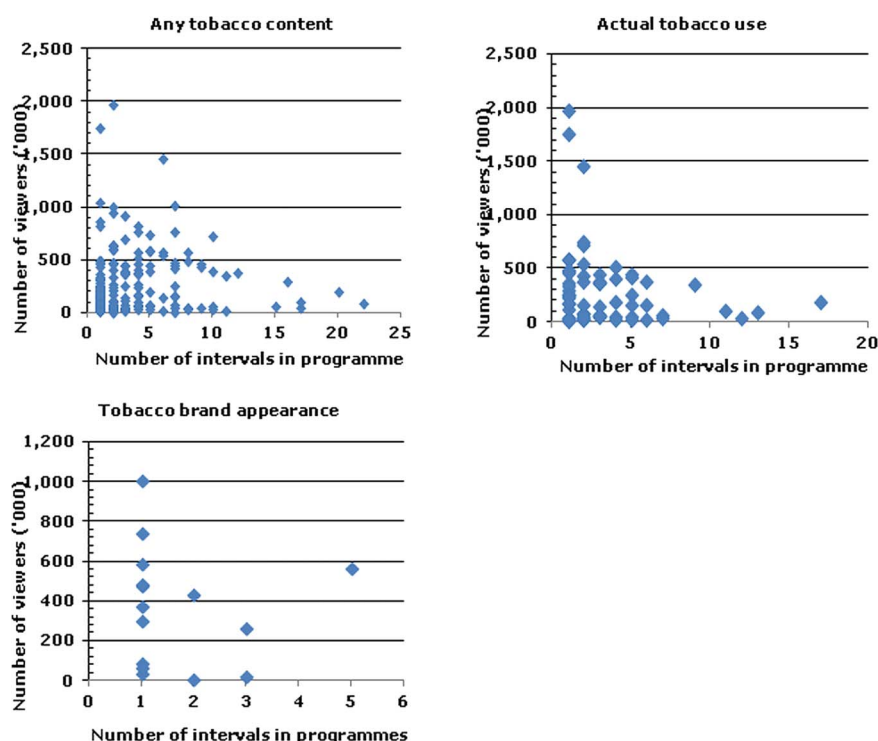 Any tobacco content
Number of viewers ('000)
2,500
2,000
1,500
1,000
500
0
0 5 10 15 20 25
Number of intervals in programme
Actual tobacco use
Number of viewers ('000)
2,500
2,000
1,500
1,000
500
0
0 5 10 15 20
Number of intervals in programme
Tobacco brand appearance
Number of viewers ('000)
1,200
1,000
800
600
400
200
0
0 1 2 3 4 5 6
Number of intervals in programmes